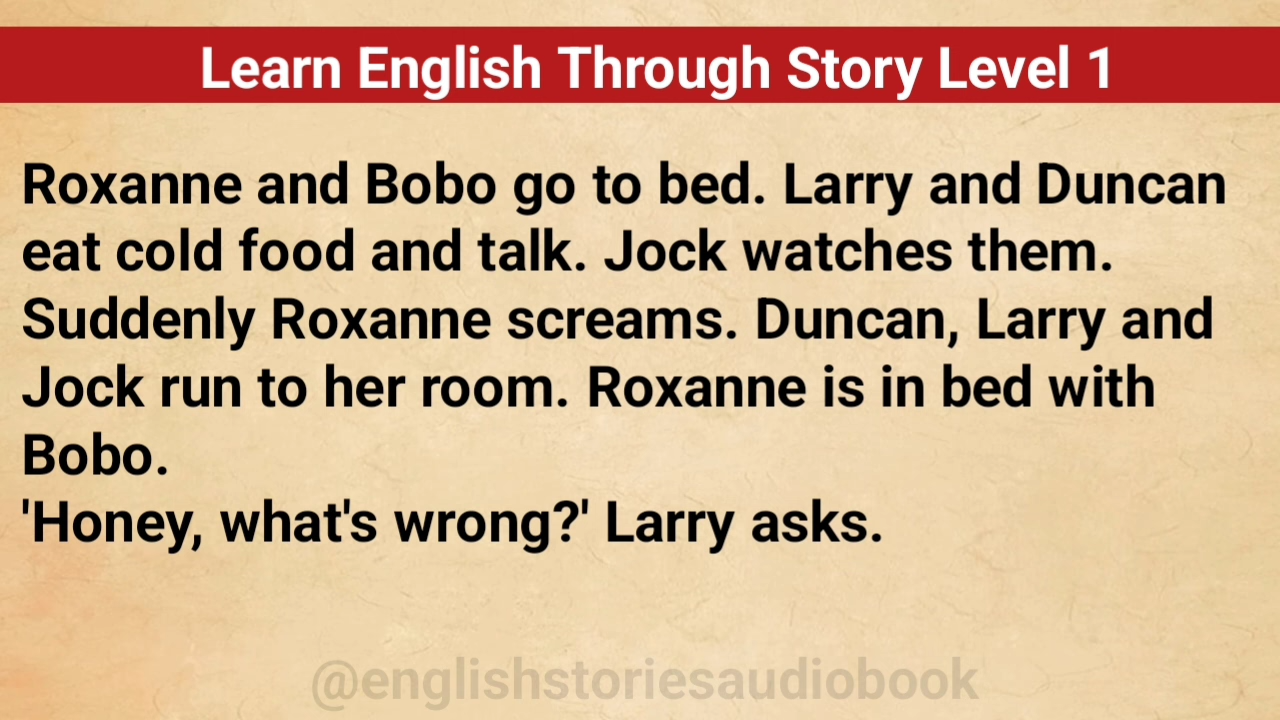 Learn English Through Story Level 1
Roxanne and Bobo go to bed. Larry and Duncan
eat cold food and talk. Jock watches them.
Suddenly Roxanne screams. Duncan, Larry and
Jock run to her room. Roxanne is in bed with
Bobo.
'Honey, what's wrong?' Larry asks.
@englishstoriesaudiobook